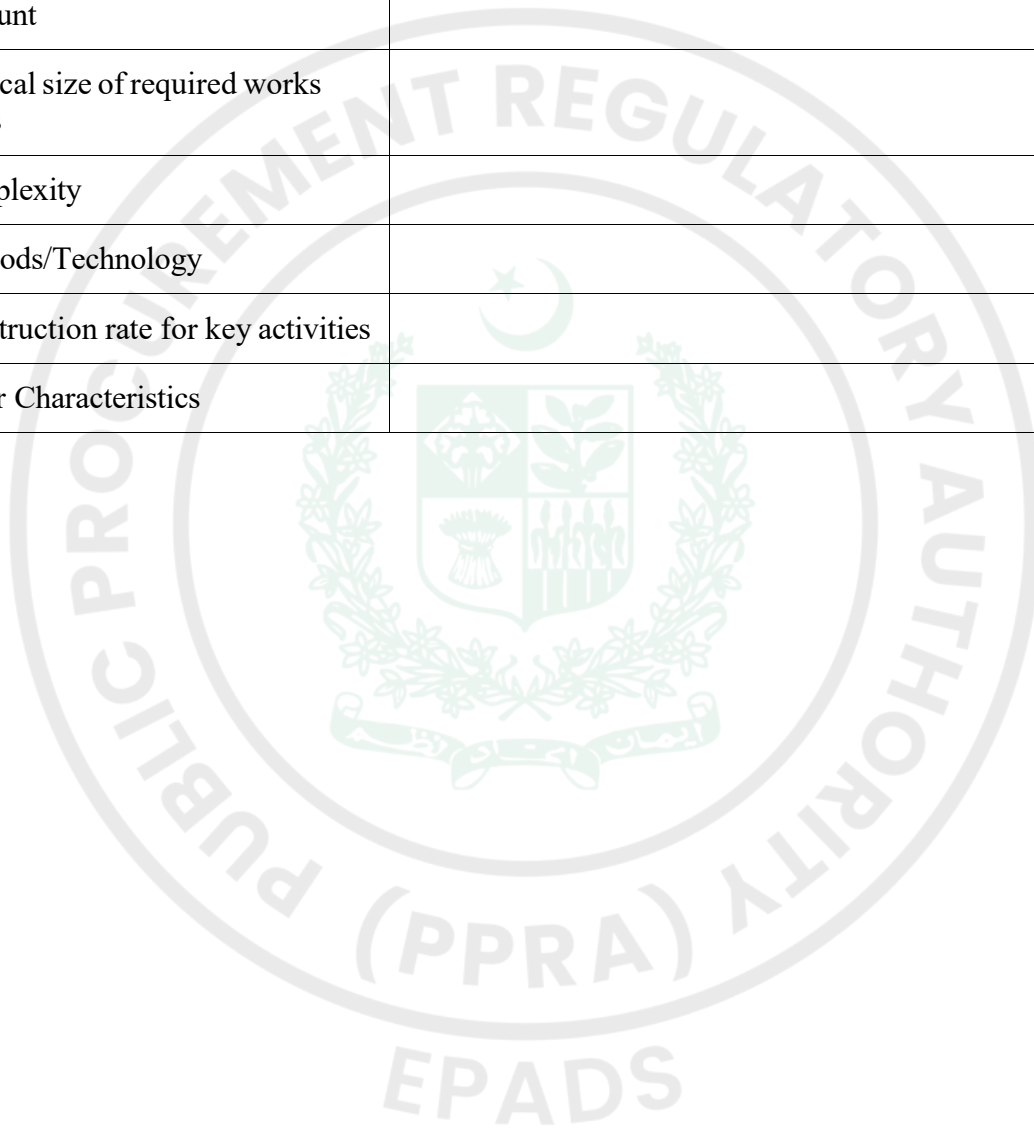 unt
cal size of required works
plexity
ods/Technology
truction rate for key activities
r Characteristics
PUBLIC PROCUREMENT REGULATORY AUTHORITY
(PPRA)
EPADS